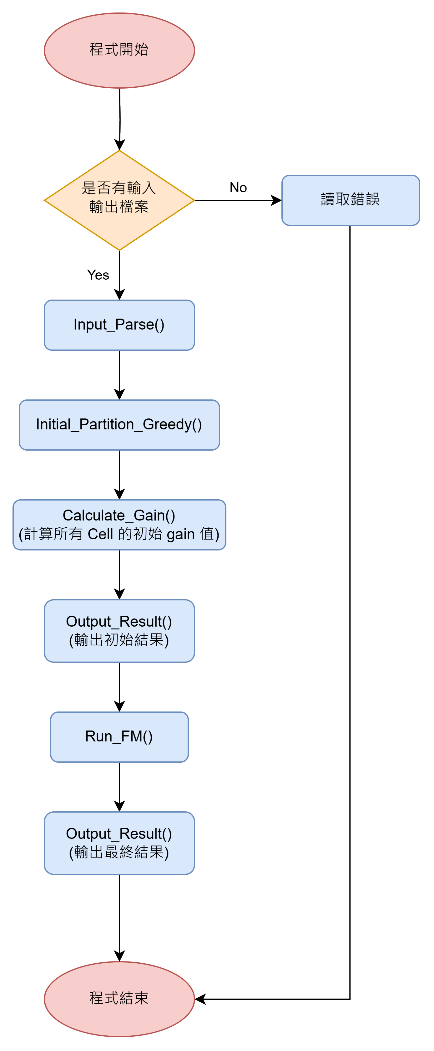 程式開始
是否有輸入
輸出檔案
No
讀取錯誤
Yes
Input_Parse()
Initial_Partition_Greedy()
Calculate_Gain()
(計算所有 Cell 的初始 gain 值)
Output_Result()
(輸出初始結果)
Run_FM()
Output_Result()
(輸出最終結果)
程式結束